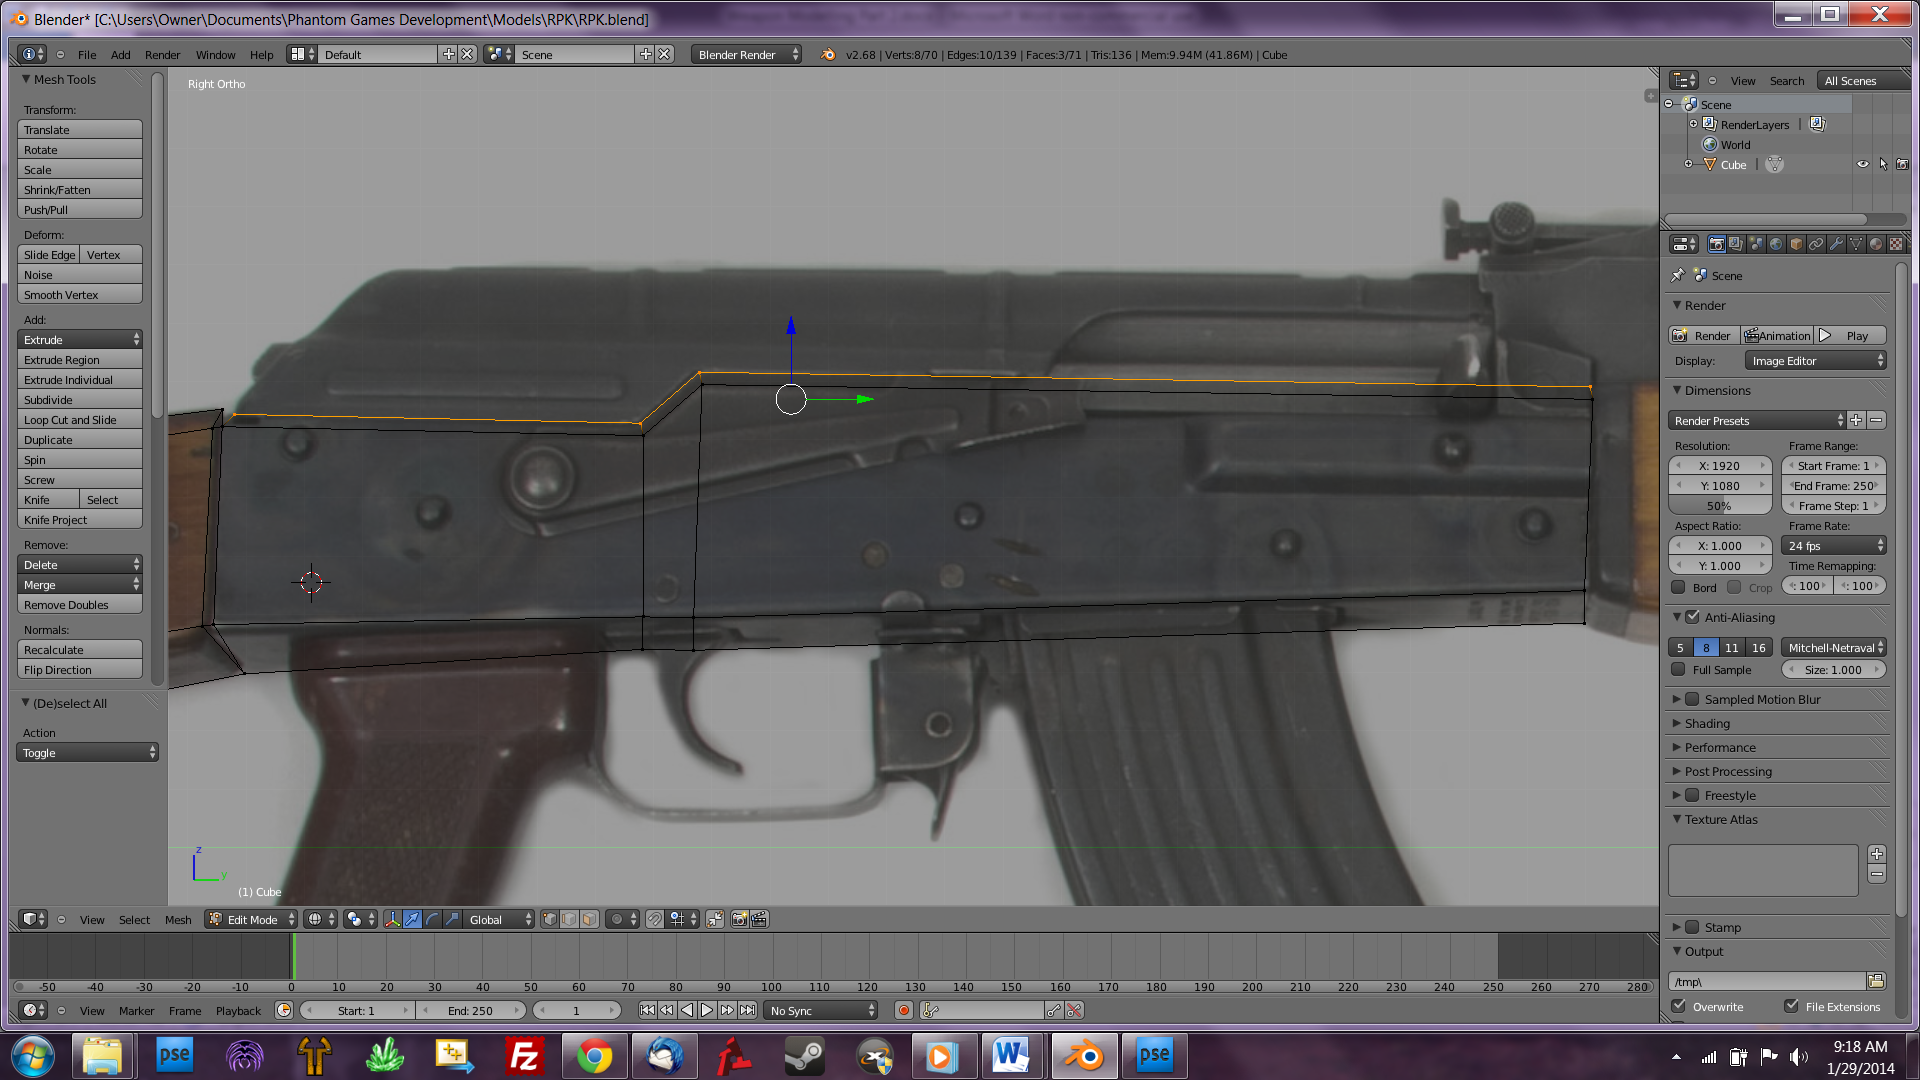 Blender* [C:\Users\Owner\Documents\Phantom Games Development\Models\RPK\RPK.blend]
File Add Render Window Help Default Scene Blender Render v2.68 | Verts:8/70 | Edges:10/139 | Faces:3/71 | Tris:136 | Mem:9.94M (41.86M) | Cube
Mesh Tools
Transform:
Translate
Rotate
Scale
Shrink/Fatten
Push/Pull
Deform:
Slide Edge Vertex
Noise
Smooth Vertex
Add:
Extrude
Extrude Region
Extrude Individual
Subdivide
Loop Cut and Slide
Duplicate
Spin
Screw
Knife Select
Knife Project
Remove:
Delete
Merge
Remove Doubles
Normals:
Recalculate
Flip Direction
(De)select All
Action
Toggle
Right Ortho
z
y
(1) Cube
View Select Mesh Edit Mode Global
-50 -40 -30 -20 -10 0 10 20 30 40 50 60 70 80 90 100 110 120 130 140 150 160 170 180 190 200 210 220 230 240 250 260 270 280
View Marker Frame Playback Start: 1 End: 250 1 No Sync
View Search All Scenes
Scene
RenderLayers |
World
Cube |
Scene
Render
Render Animation Play
Display: Image Editor
Dimensions
Render Presets
Resolution: Frame Range:
X: 1920 Start Frame: 1
Y: 1080 End Frame: 250
50% Frame Step: 1
Aspect Ratio: Frame Rate:
X: 1.000 24 fps
Y: 1.000 Time Remapping:
Bord Crop : 100 : 100
Anti-Aliasing
5 8 11 16 Mitchell-Netraval
Full Sample Size: 1.000
Sampled Motion Blur
Shading
Performance
Post Processing
Freestyle
Texture Atlas
Stamp
Output
/tmp\
Overwrite File Extensions
pse Fz W pse
9:18 AM
1/29/2014